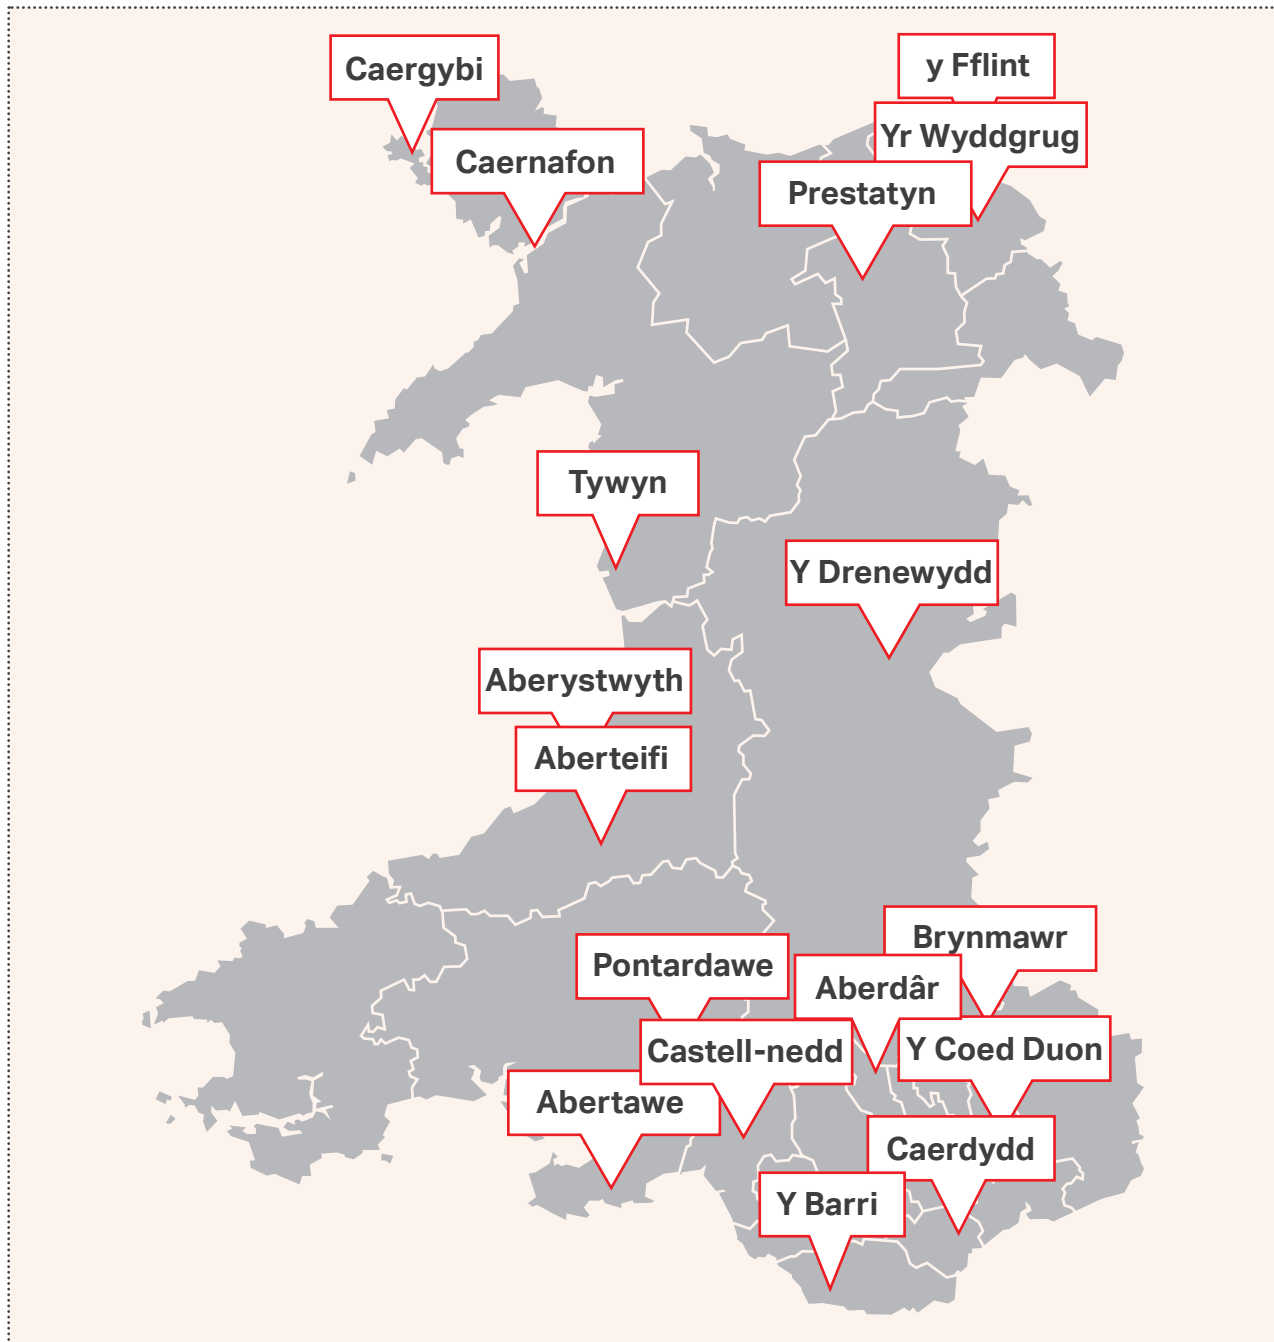 Caergybi
y Fflint
Yr Wyddgrug
Caernafon
Prestatyn
Tywyn
Y Drenewydd
Aberystwyth
Aberteifi
Brynmawr
Pontardawe
Aberdâr
Castell-nedd
Y Coed Duon
Abertawe
Caerdydd
Y Barri